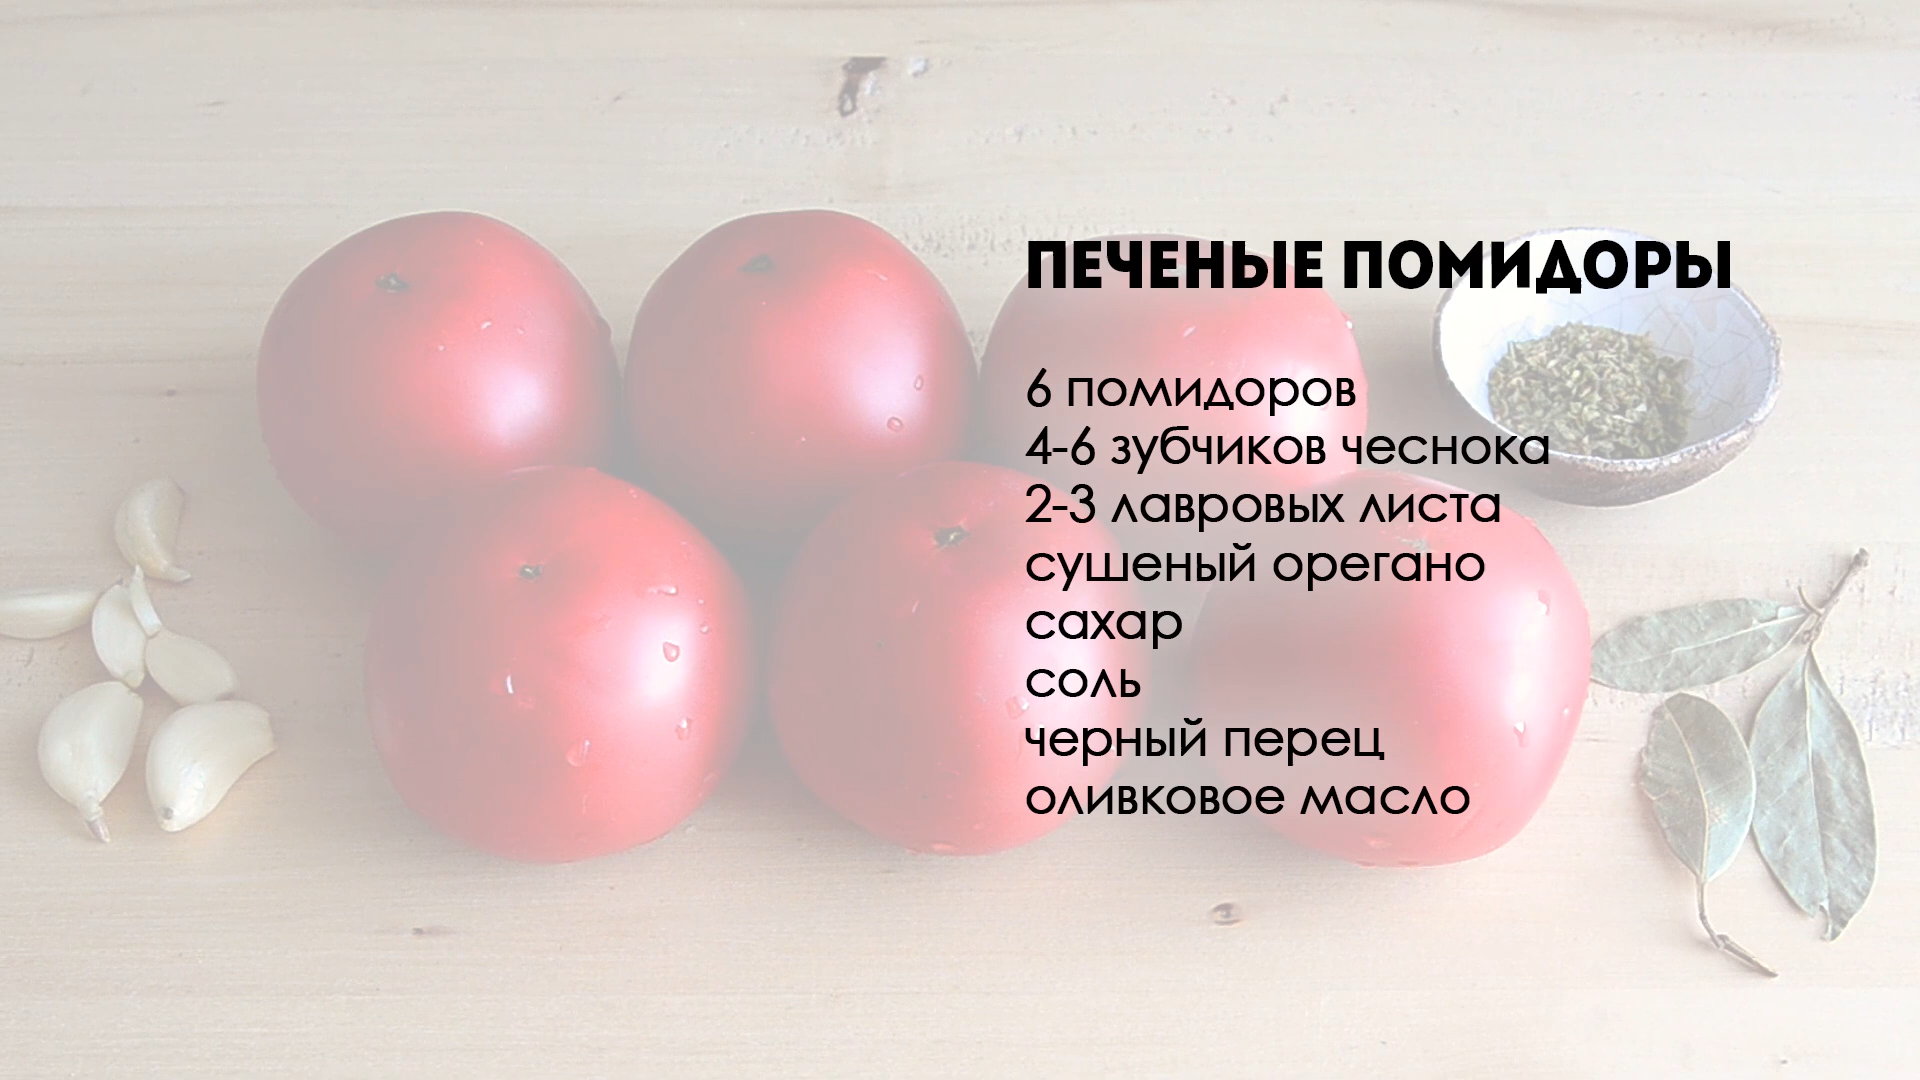 ПЕЧЕНЫЕ ПОМИДОРЫ
6 помидоров
4-6 зубчиков чеснока
2-3 лавровых листа
сушеный орегано
сахар
соль
черный перец
оливковое масло